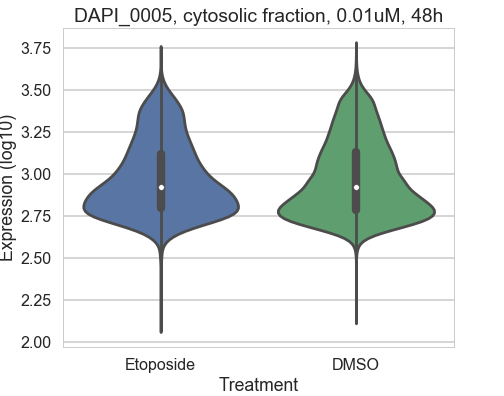 DAPI_0005, cytosolic fraction, 0.01uM, 48h
Expression (log10)
3.75
3.50
3.25
3.00
2.75
2.50
2.25
2.00
Etoposide DMSO
Treatment